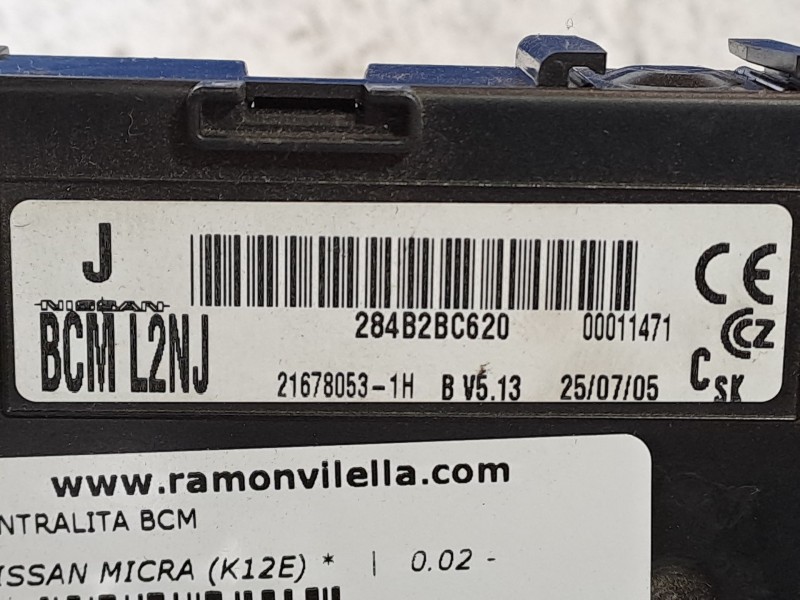 J
NISSAN
BCM L2NJ
284B2BC620 00011471
21678053-1H B V5.13 25/07/05
CE
CCZ
C SK
www.ramonvilella.com
NTRALITA BCM
ISSAN MICRA (K12E) * | 0.02 -